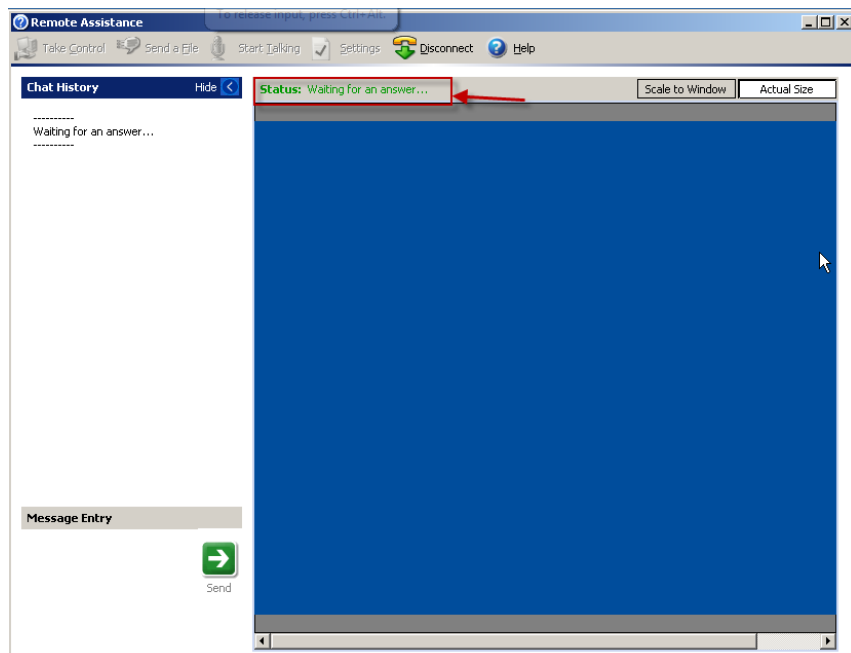 Remote Assistance
To release input, press Ctrl+Alt.
Take Control Send a File Start Talking Settings Disconnect Help
Chat History Hide
Status: Waiting for an answer...
Scale to Window Actual Size
----------
Waiting for an answer...
----------
Message Entry
Send